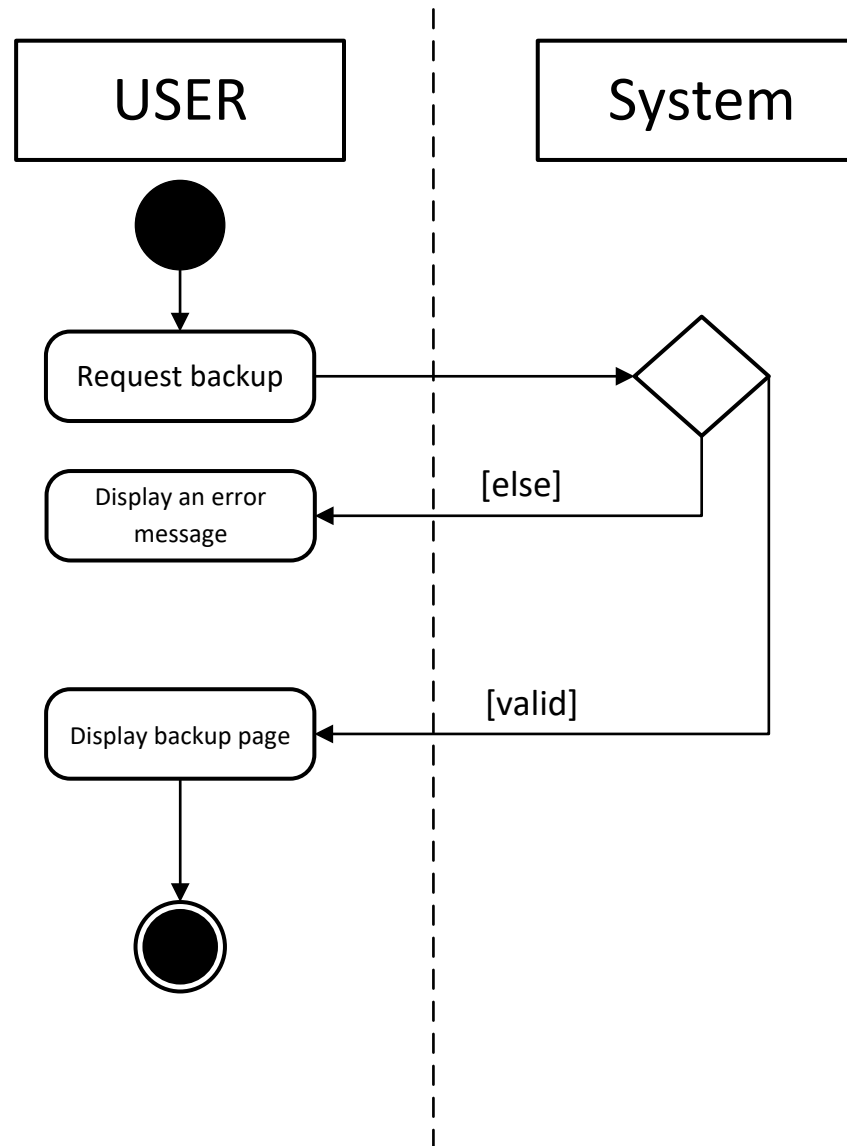 USER
System
Request backup
[else]
Display an error
message
[valid]
Display backup page